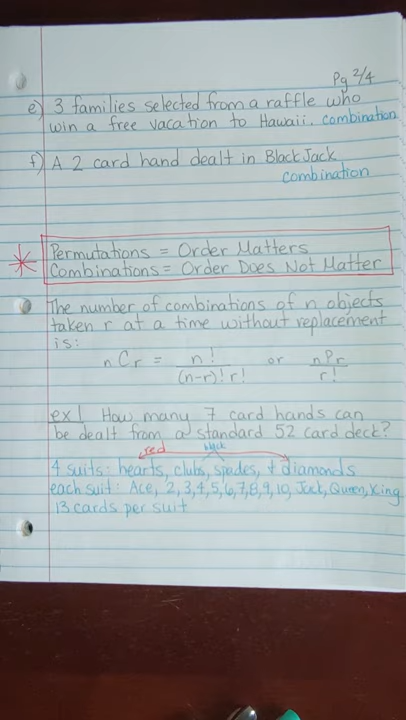 Pg 2/4
e) 3 families selected from a raffle who
win a free vacation to Hawaii. combination
f) A 2 card hand dealt in BlackJack
combination
* Permutations = Order Matters
Combinations = Order Does Not Matter
The number of combinations of n objects
taken r at a time without replacement
is:
nCr = n! / (n-r)! r! or nPr / r!
ex 1 How many 7 card hands can
be dealt from a standard 52 card deck?
red black
4 suits: hearts, clubs, spades, + diamonds
each suit: Ace, 2,3,4,5,6,7,8,9,10, Jack, Queen, King
13 cards per suit